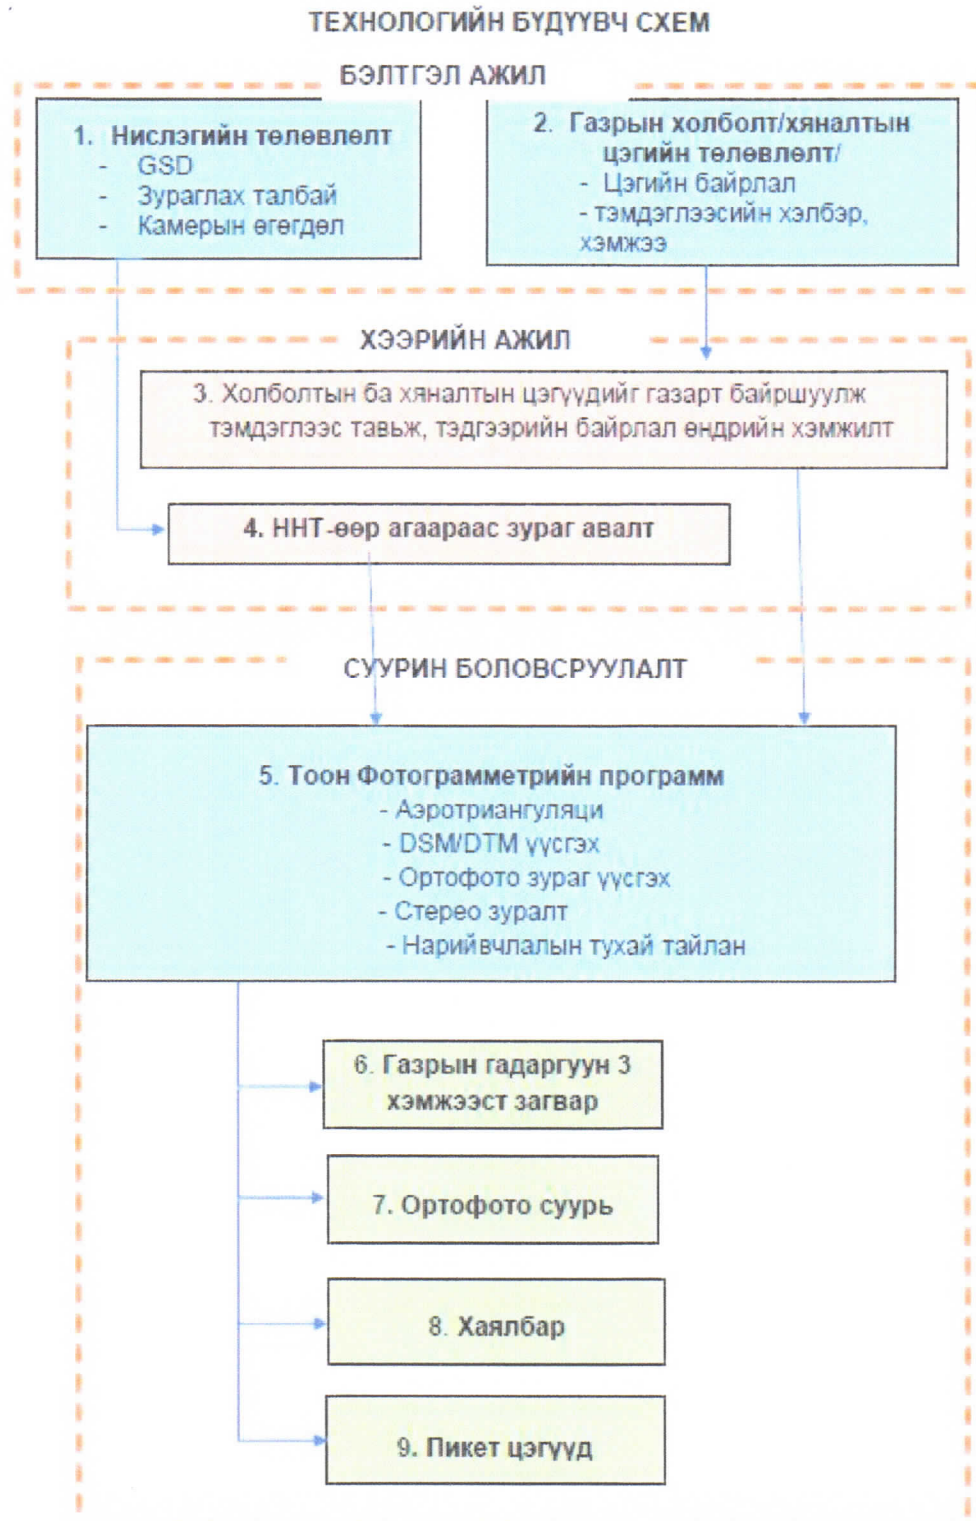 ТЕХНОЛОГИЙН БҮДҮҮВЧ СХЕМ
БЭЛТГЭЛ АЖИЛ
1. Нислэгийн төлөвлөлт
- GSD
- Зураглах талбай
- Камерын өгөгдөл
2. Газрын холболт/хяналтын
цэгийн төлөвлөлт/
- Цэгийн байрлал
- тэмдэглээсийн хэлбэр,
хэмжээ
ХЭЭРИЙН АЖИЛ
3. Холболтын ба хяналтын цэгүүдийг газарт байршуулж
тэмдэглээс тавьж, тэдгээрийн байрлал өндрийн хэмжилт
4. ННТ-өөр агаараас зураг авалт
СУУРИН БОЛОВСРУУЛАЛТ
5. Тоон Фотограмметрийн программ
- Аэротриангуляци
- DSM/DTM үүсгэх
- Ортофото зураг үүсгэх
- Стерео зуралт
- Нарийвчлалын тухай тайлан
6. Газрын гадаргуун 3
хэмжээст загвар
7. Ортофото суурь
8. Хаялбар
9. Пикет цэгүүд